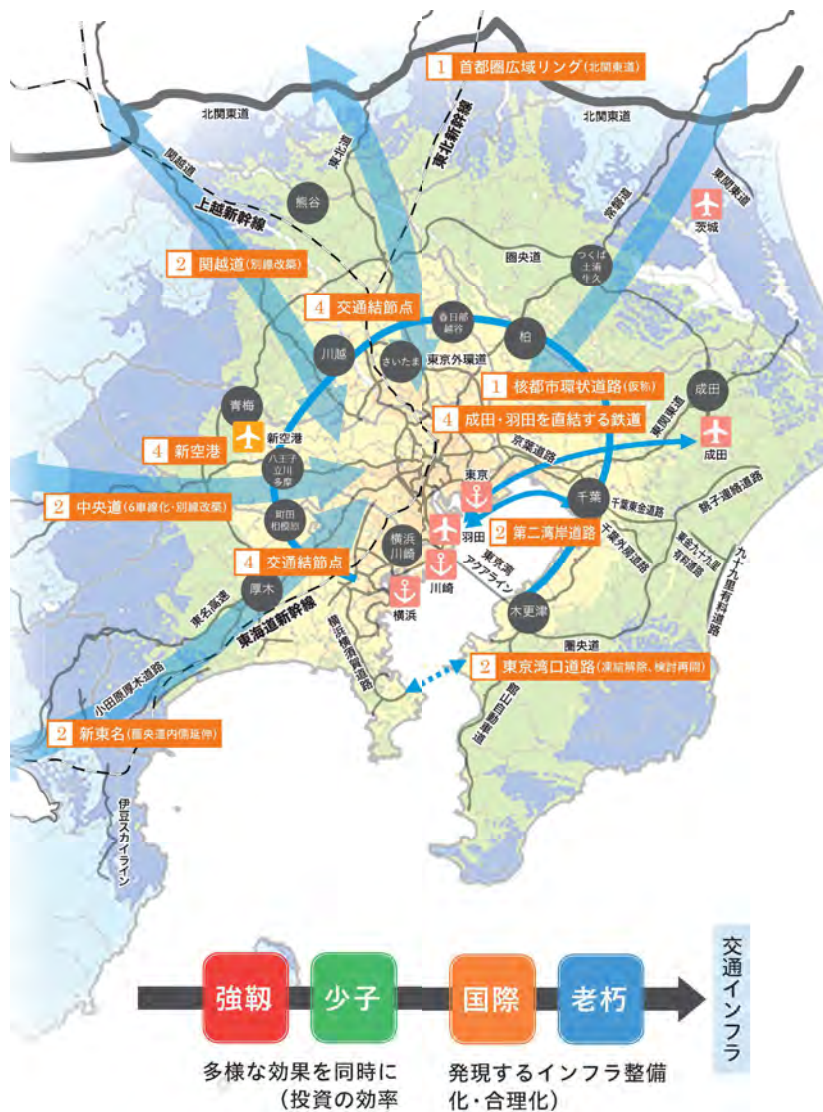 1 首都圏広域リング(北関東道)
北関東道
北関東道
関越道
上越新幹線
東北道
東北新幹線
常磐道
東関東道
茨城
熊谷
2 関越道(別線改築)
圏央道
つくば
土浦
牛久
4 交通結節点
春日部
越谷
柏
川越
さいたま
東京外環道
1 核都市環状道路(仮称)
成田
青梅
新空港
4 成田・羽田を直結する鉄道
東関東道
成田
4 新空港
京葉道路
八王子
立川
多摩
東京
千葉
千葉東金道路
銚子連絡道路
2 中央道(6車線化・別線改築)
町田
相模原
羽田
2 第二湾岸道路
千葉外房道路
東金九十九里
有料道路
九十九里有料道路
横浜
川崎
4 交通結節点
厚木
川崎
横浜
東京湾
アクアライン
木更津
東名高速
東海道新幹線
横浜横須賀道路
圏央道
2 東京湾口道路(凍結解除、検討再開)
小田原厚木道路
館山自動車道
2 新東名(圏央道内側延伸)
伊豆スカイライン
強靱
少子
国際
老朽
交通インフラ
多様な効果を同時に
(投資の効率
発現するインフラ整備
化・合理化)